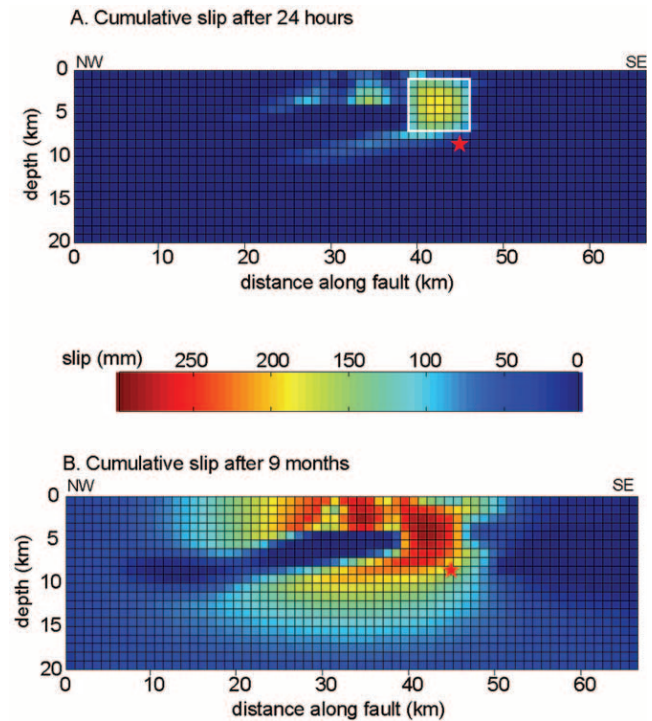 A. Cumulative slip after 24 hours
NW SE
0
5
10
15
20
depth (km)
0 10 20 30 40 50 60
distance along fault (km)
slip (mm) 250 200 150 100 50 0
B. Cumulative slip after 9 months
NW SE
0
5
10
15
20
depth (km)
0 10 20 30 40 50 60
distance along fault (km)